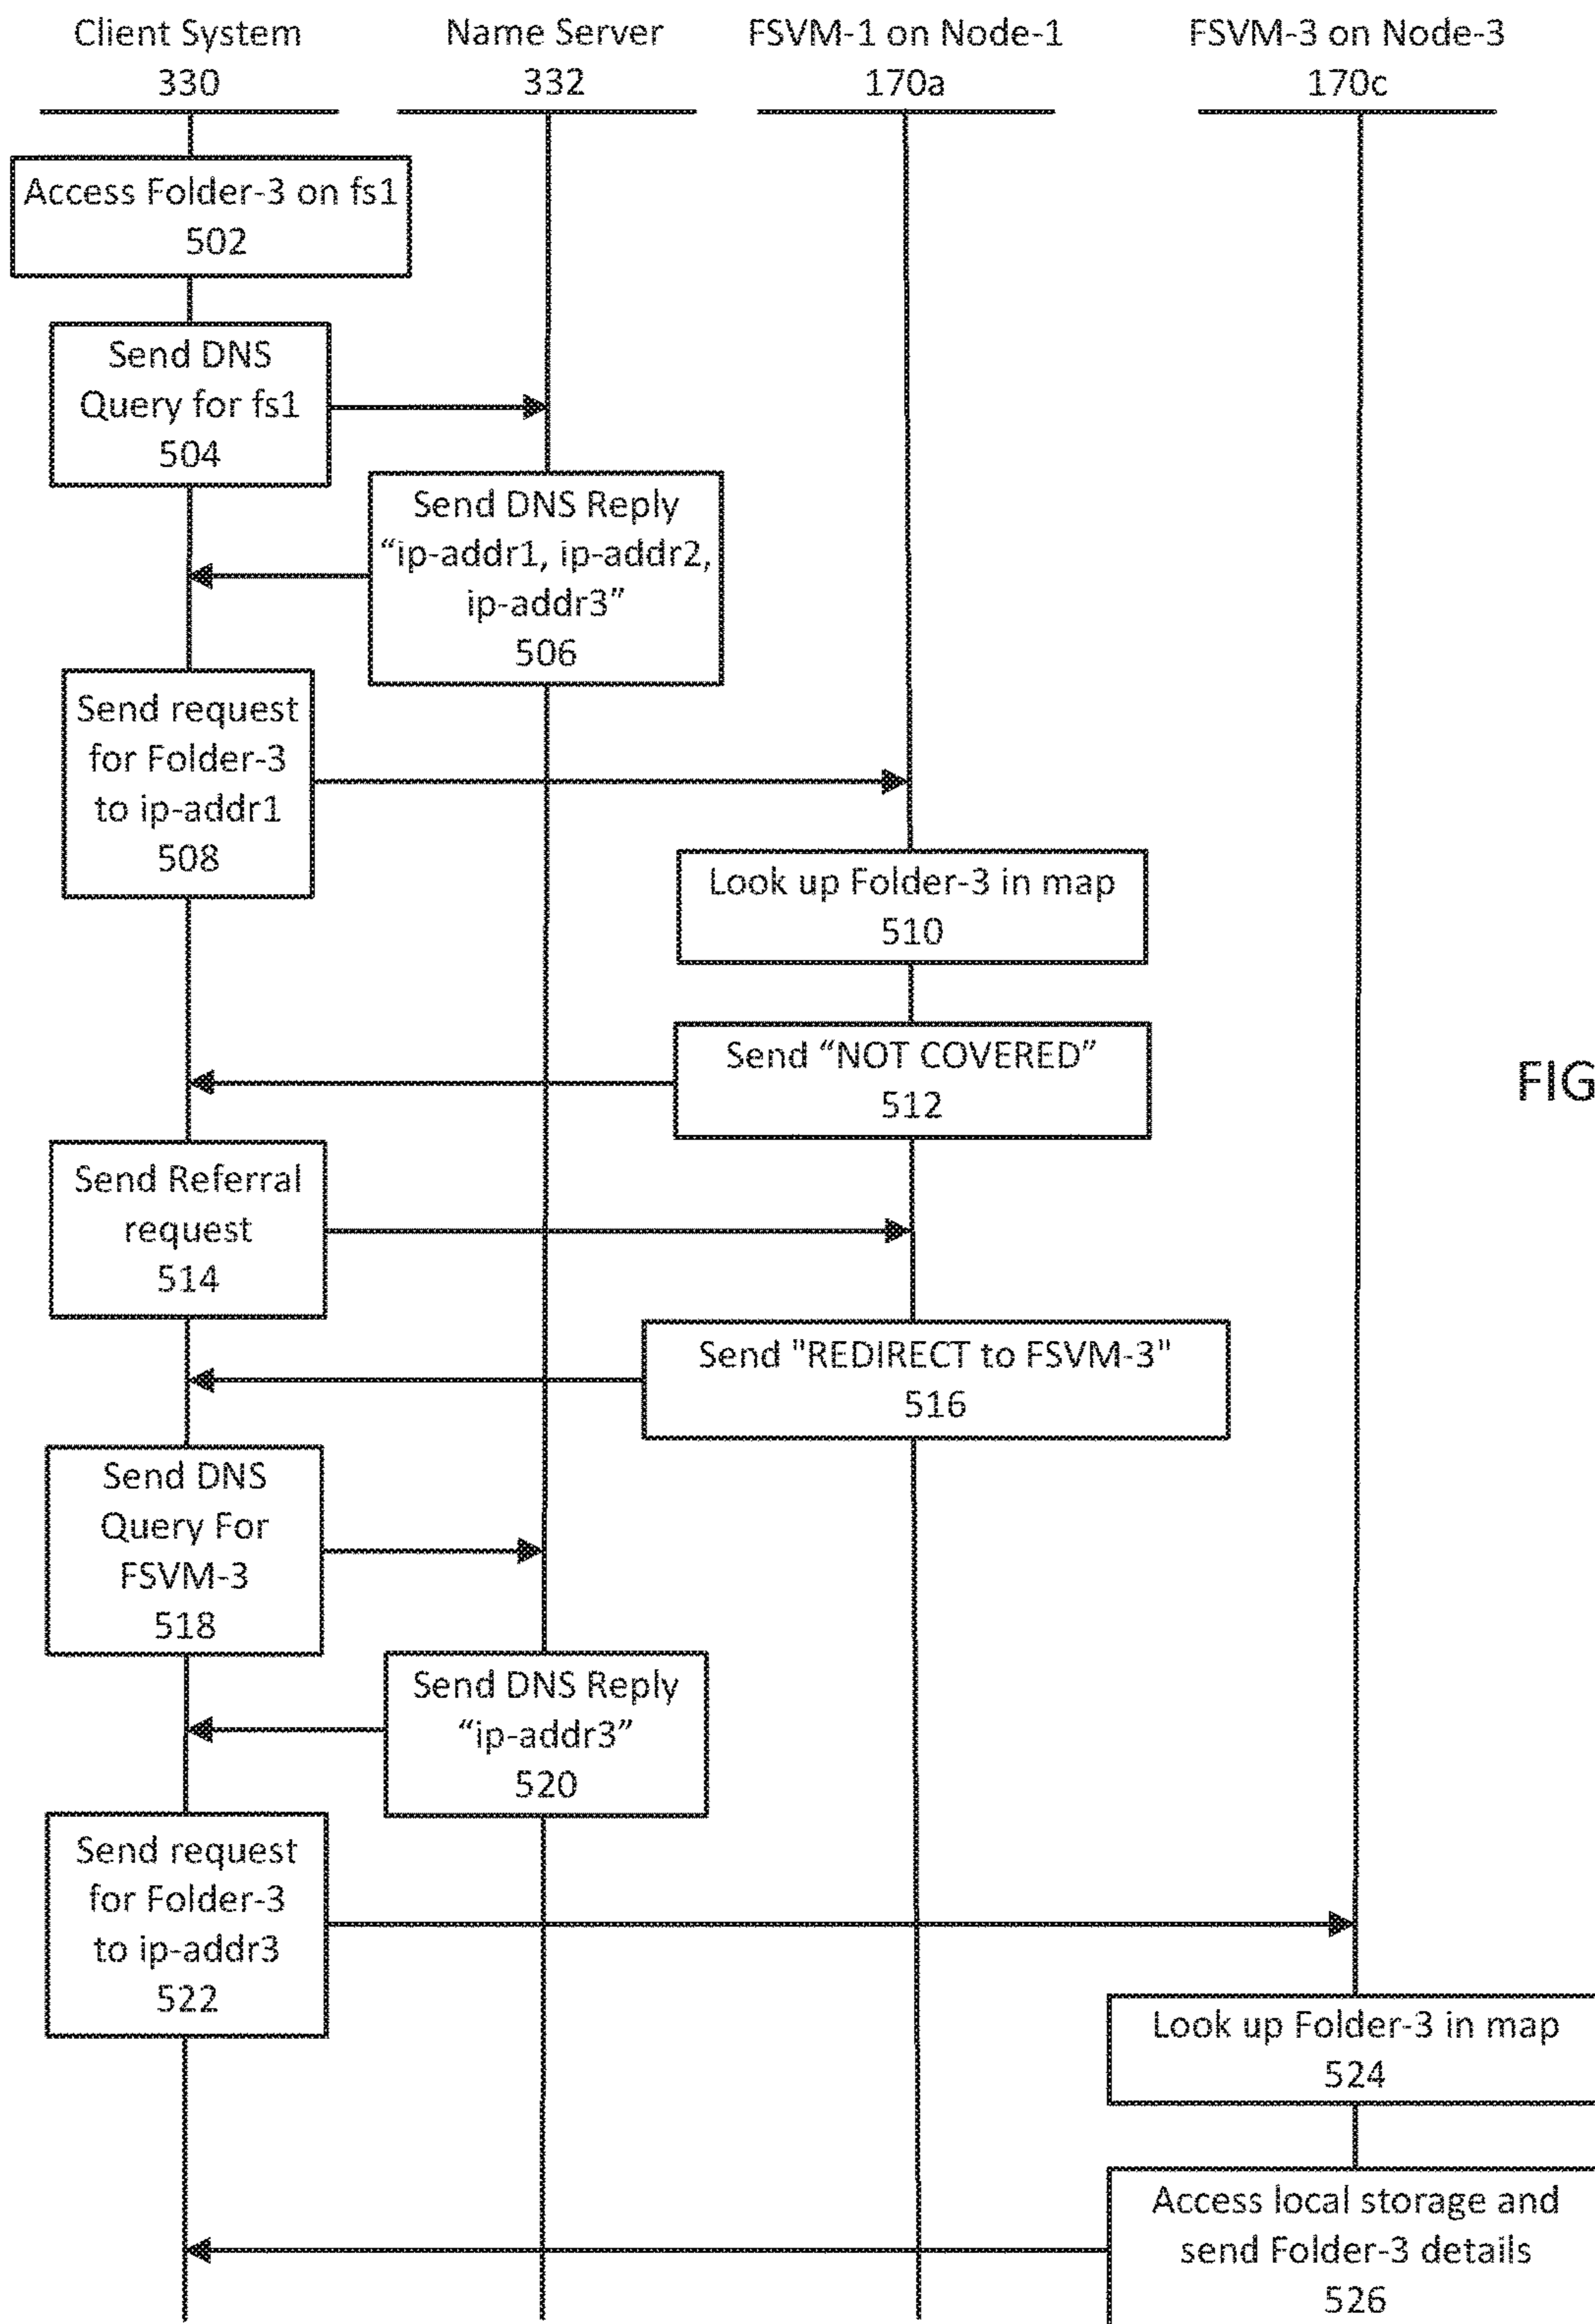 Client System
330
Name Server
332
FSVM-1 on Node-1
170a
FSVM-3 on Node-3
170c
Access Folder-3 on fs1
502
Send DNS
Query for fs1
504
Send DNS Reply
“ip-addr1, ip-addr2,
ip-addr3”
506
Send request
for Folder-3
to ip-addr1
508
Look up Folder-3 in map
510
Send “NOT COVERED”
512
FIG
Send Referral
request
514
Send "REDIRECT to FSVM-3"
516
Send DNS
Query For
FSVM-3
518
Send DNS Reply
“ip-addr3”
520
Send request
for Folder-3
to ip-addr3
522
Look up Folder-3 in map
524
Access local storage and
send Folder-3 details
526